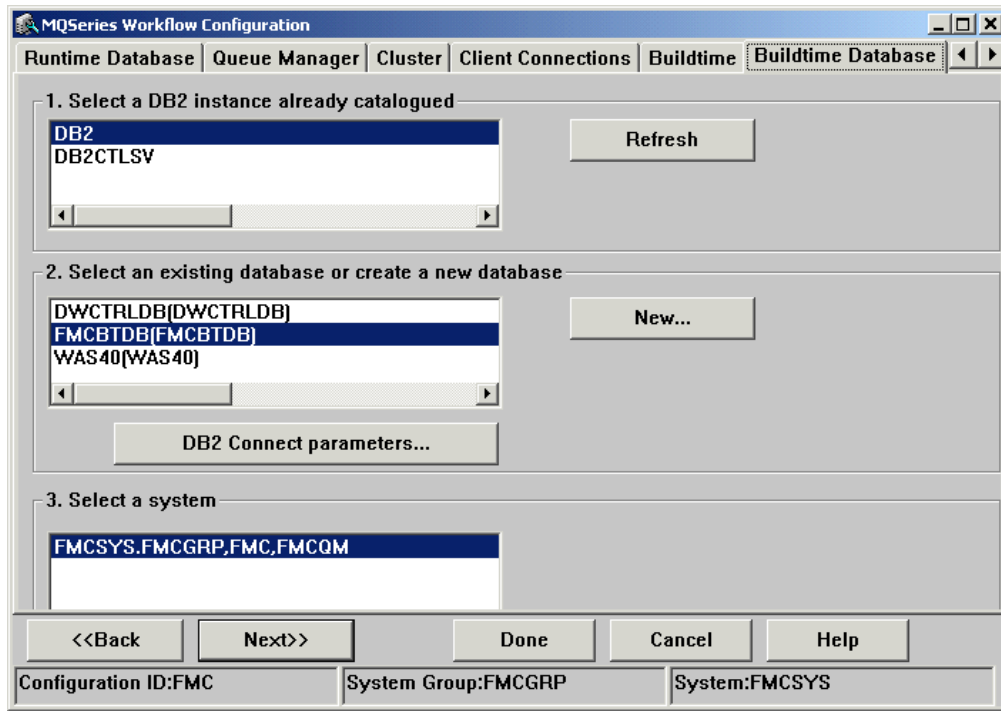 MQSeries Workflow Configuration
Runtime Database Queue Manager Cluster Client Connections Buildtime Buildtime Database
1. Select a DB2 instance already catalogued
DB2
DB2CTLSV
Refresh
2. Select an existing database or create a new database
DWCTRLDB(DWCTRLDB)
FMCBTDB(FMCBTDB)
WAS40(WAS40)
New...
DB2 Connect parameters...
3. Select a system
FMCSYS.FMCGRP,FMC,FMCQM
<<Back Next>> Done Cancel Help
Configuration ID:FMC System Group:FMCGRP System:FMCSYS